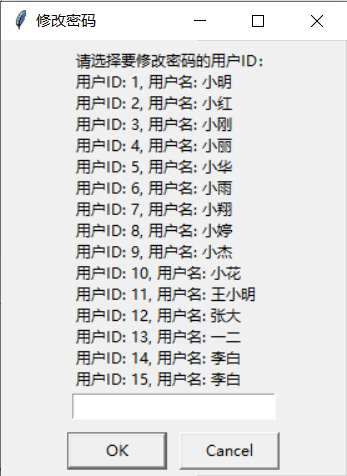 修改密码
请选择要修改密码的用户ID：
用户ID: 1, 用户名: 小明
用户ID: 2, 用户名: 小红
用户ID: 3, 用户名: 小刚
用户ID: 4, 用户名: 小丽
用户ID: 5, 用户名: 小华
用户ID: 6, 用户名: 小雨
用户ID: 7, 用户名: 小翔
用户ID: 8, 用户名: 小婷
用户ID: 9, 用户名: 小杰
用户ID: 10, 用户名: 小花
用户ID: 11, 用户名: 王小明
用户ID: 12, 用户名: 张大
用户ID: 13, 用户名: 一二
用户ID: 14, 用户名: 李白
用户ID: 15, 用户名: 李白
OK
Cancel